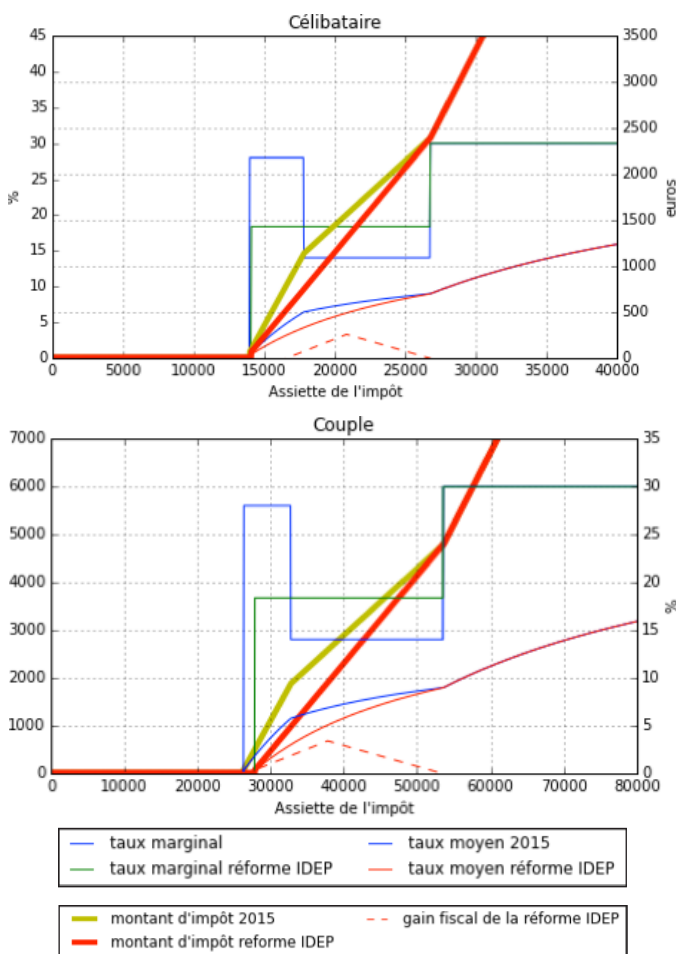 Célibataire
45
40
35
30
25
20
15
10
5
0
%
3500
3000
2500
2000
1500
1000
500
0
euros
0 5000 10000 15000 20000 25000 30000 35000 40000
Assiette de l'impôt
Couple
7000
6000
5000
4000
3000
2000
1000
0
35
30
25
20
15
10
5
0
%
0 10000 20000 30000 40000 50000 60000 70000 80000
Assiette de l'impôt
taux marginal
taux moyen 2015
taux marginal réforme IDEP
taux moyen réforme IDEP
montant d'impôt 2015
gain fiscal de la réforme IDEP
montant d'impôt reforme IDEP